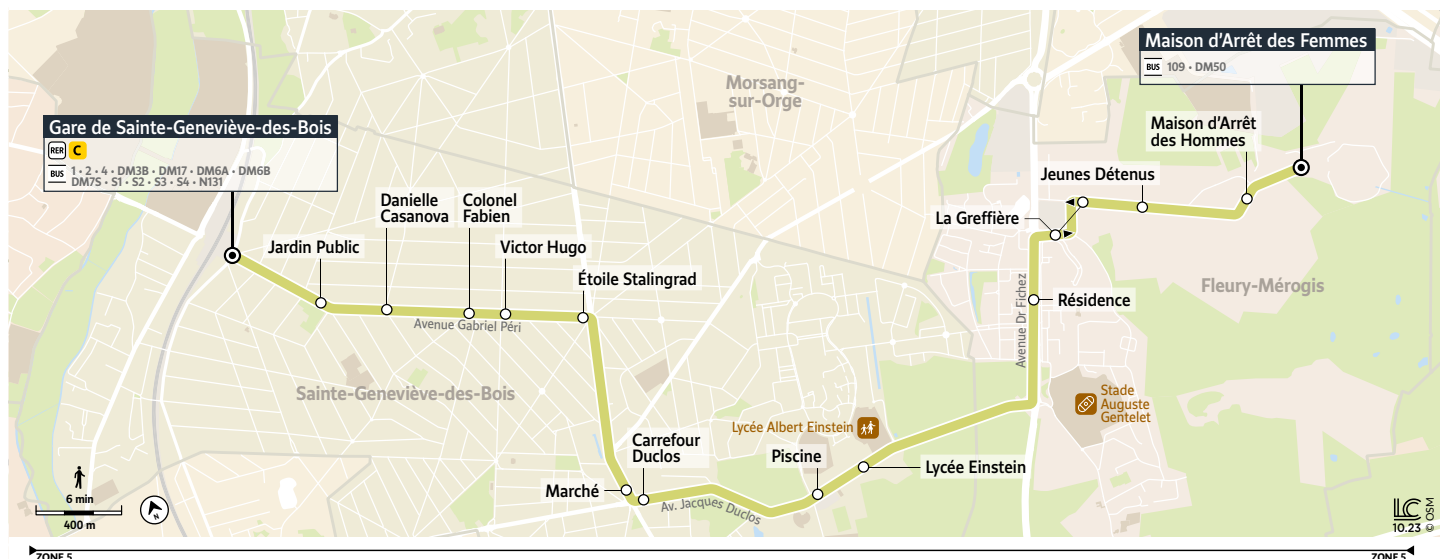 Maison d'Arrêt des Femmes
BUS 109 • DM50
Morsang-
sur-Orge
Gare de Sainte-Geneviève-des-Bois
RER C
BUS 1 • 2 • 4 • DM3B • DM17 • DM6A • DM6B
DM7S • S1 • S2 • S3 • S4 • N131
Maison d'Arrêt
des Hommes
Jeunes Détenus
La Greffière
Danielle
Casanova
Colonel
Fabien
Jardin Public
Victor Hugo
Étoile Stalingrad
Avenue Gabriel Péri
Avenue Dr Fichez
Résidence
Fleury-Mérogis
Sainte-Geneviève-des-Bois
Stade
Auguste
Gentelet
Lycée Albert Einstein
Carrefour
Duclos
Piscine
Lycée Einstein
Marché
Av. Jacques Duclos
6 min
400 m
N
LC
10.23 © OSM
ZONE 5
ZONE 5